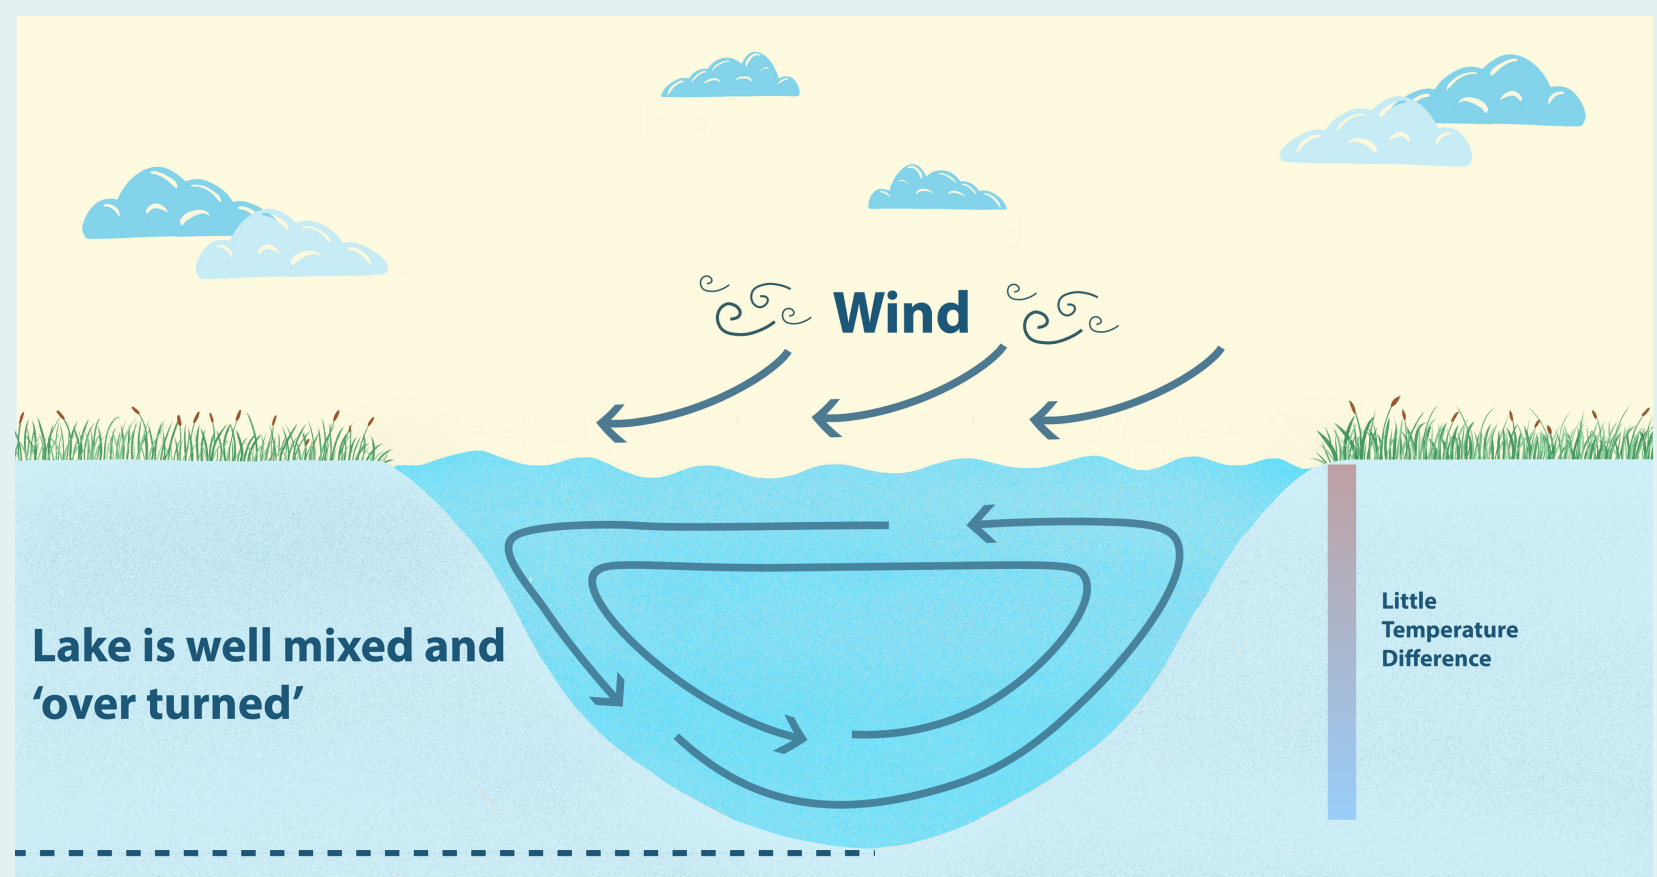 Wind
Lake is well mixed and
‘over turned’
Little
Temperature
Difference